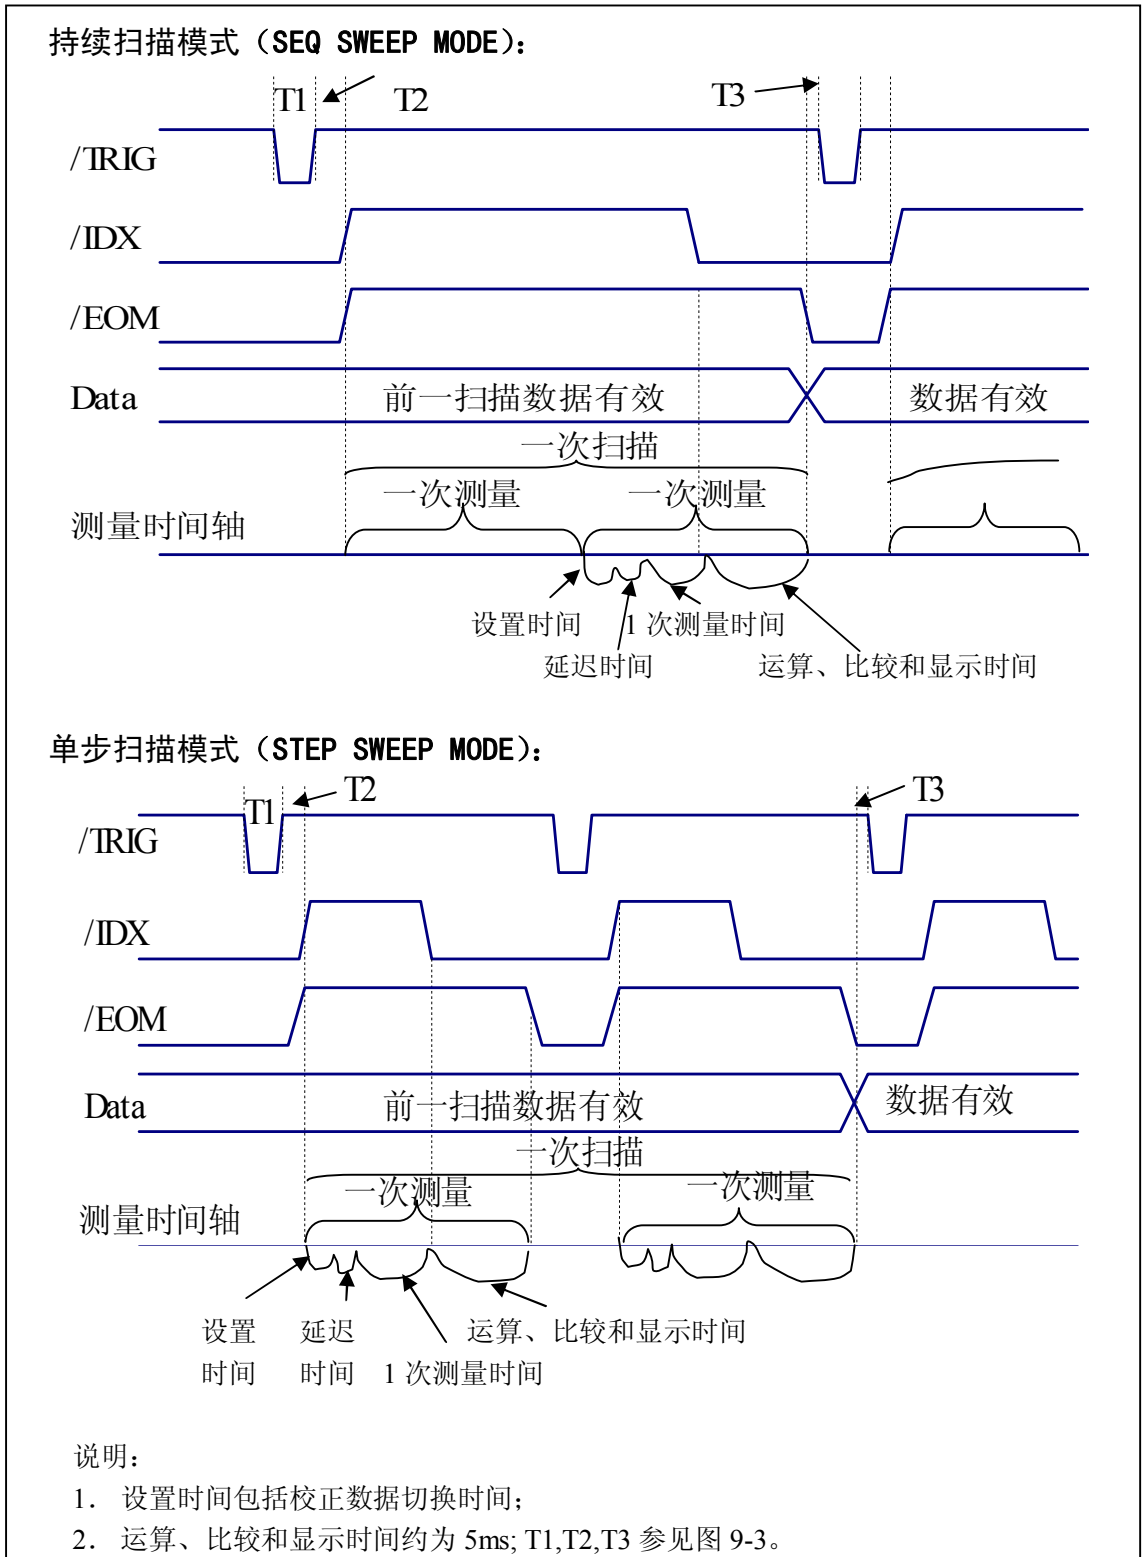 持续扫描模式（SEQ SWEEP MODE）：
T1 T2 T3
/TRIG
/IDX
/EOM
Data 前一扫描数据有效 数据有效
一次扫描
一次测量 一次测量
测量时间轴
设置时间 1 次测量时间
延迟时间 运算、比较和显示时间
单步扫描模式（STEP SWEEP MODE）：
T1 T2 T3
/TRIG
/IDX
/EOM
Data 前一扫描数据有效 数据有效
一次扫描
一次测量 一次测量
测量时间轴
设置 延迟 运算、比较和显示时间
时间 时间 1 次测量时间
说明：
1． 设置时间包括校正数据切换时间；
2． 运算、比较和显示时间约为 5ms; T1,T2,T3 参见图 9-3。